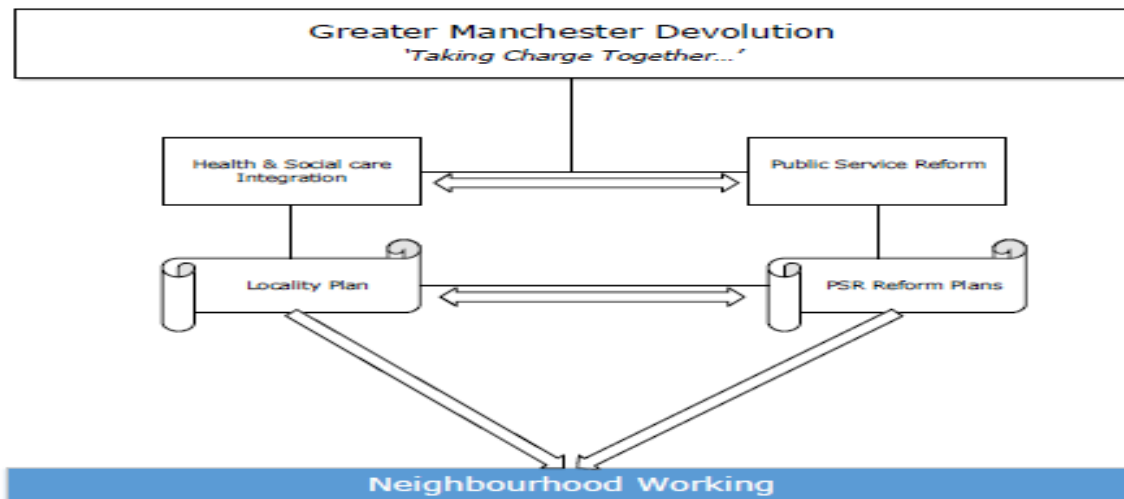 Greater Manchester Devolution
‘Taking Charge Together...’
Health & Social care
Integration
Public Service Reform
Locality Plan
PSR Reform Plans
Neighbourhood Working